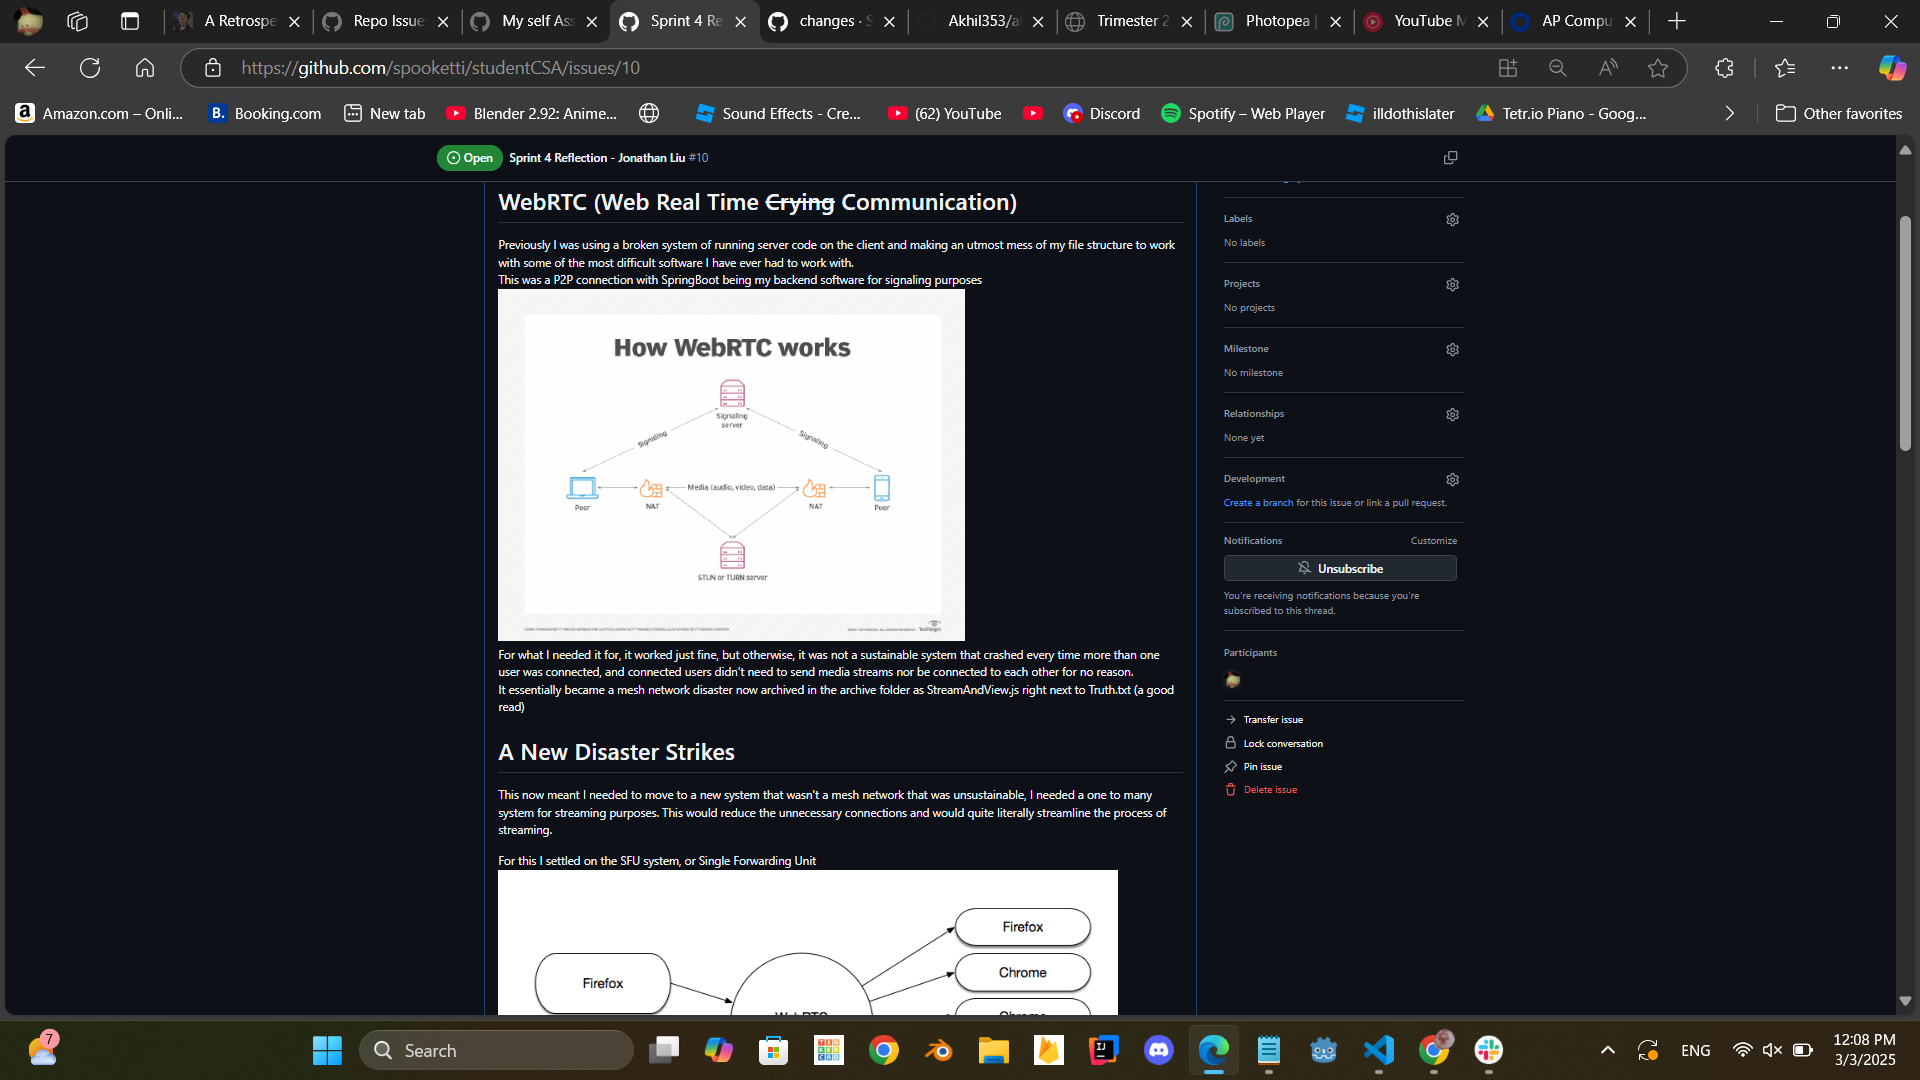 A Retrospe
Repo Issue
My self Ass
Sprint 4 Re
changes · S
Akhil353/a
Trimester 2
Photopea |
YouTube M
AP Compu
https://github.com/spooketti/studentCSA/issues/10
Amazon.com – Onli...
Booking.com
New tab
Blender 2.92: Anime...
Sound Effects - Cre...
(62) YouTube
Discord
Spotify – Web Player
illdothislater
Tetr.io Piano - Goog...
Other favorites
Open
Sprint 4 Reflection - Jonathan Liu #10
WebRTC (Web Real Time Crying Communication)
Previously I was using a broken system of running server code on the client and making an utmost mess of my file structure to work
with some of the most difficult software I have ever had to work with.
This was a P2P connection with SpringBoot being my backend software for signaling purposes
How WebRTC works
Signaling
server
Signaling
Signaling
Peer
NAT
Media (audio, video, data)
NAT
Peer
STUN or TURN server
TechTarget
For what I needed it for, it worked just fine, but otherwise, it was not a sustainable system that crashed every time more than one
user was connected, and connected users didn't need to send media streams nor be connected to each other for no reason.
It essentially became a mesh network disaster now archived in the archive folder as StreamAndView.js right next to Truth.txt (a good
read)
A New Disaster Strikes
This now meant I needed to move to a new system that wasn't a mesh network that was unsustainable, I needed a one to many
system for streaming purposes. This would reduce the unnecessary connections and would quite literally streamline the process of
streaming.
For this I settled on the SFU system, or Single Forwarding Unit
Firefox
WebRTC
Firefox
Chrome
Chrome
Labels
No labels
Projects
No projects
Milestone
No milestone
Relationships
None yet
Development
Create a branch for this issue or link a pull request.
Notifications
Customize
Unsubscribe
You're receiving notifications because you're
subscribed to this thread.
Participants
Transfer issue
Lock conversation
Pin issue
Delete issue
7
Search
ENG
12:08 PM
3/3/2025